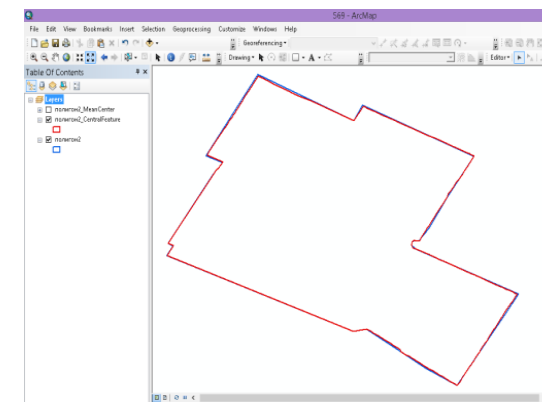 569 - ArcMap
File Edit View Bookmarks Insert Selection Geoprocessing Customize Windows Help
Georeferencing
Drawing A Editor
Table Of Contents
Layers
полигон2_MeanCenter
полигон2_CentralFeature
полигон2